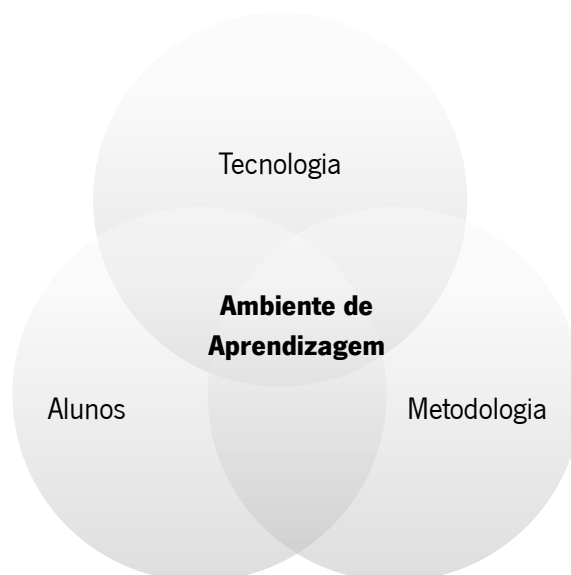 Tecnologia
Ambiente de
Aprendizagem
Alunos
Metodologia